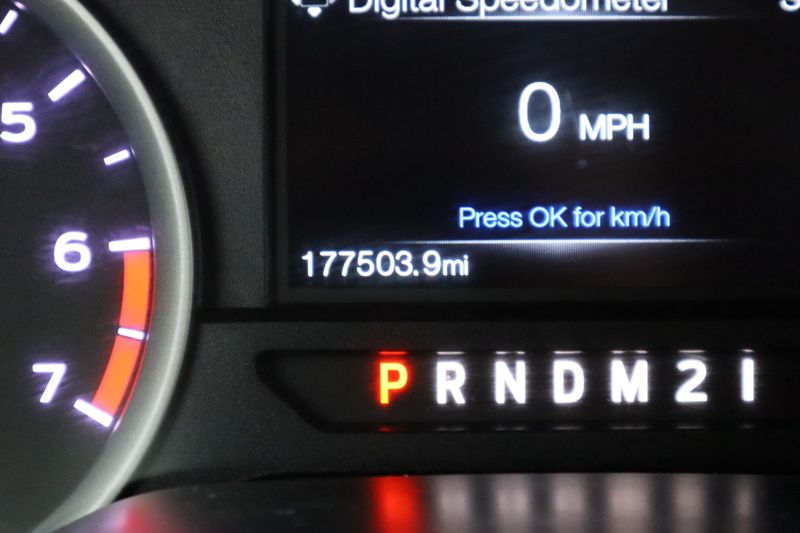 Digital Speedometer
5
0 MPH
6
Press OK for km/h
177503.9mi
7
P R N D M 2 1